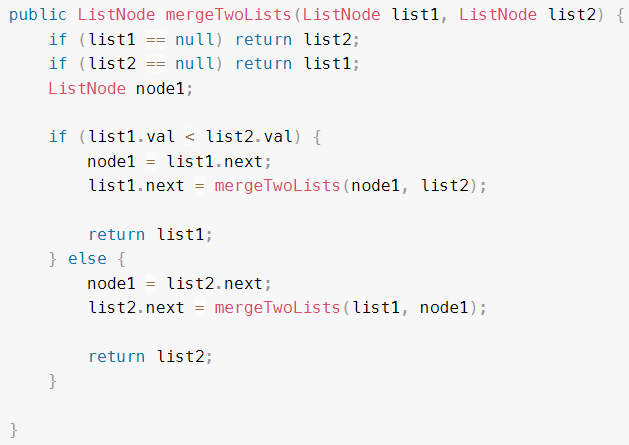 public ListNode mergeTwoLists(ListNode list1, ListNode list2) {
    if (list1 == null) return list2;
    if (list2 == null) return list1;
    ListNode node1;

    if (list1.val < list2.val) {
        node1 = list1.next;
        list1.next = mergeTwoLists(node1, list2);

        return list1;
    } else {
        node1 = list2.next;
        list2.next = mergeTwoLists(list1, node1);

        return list2;
    }

}